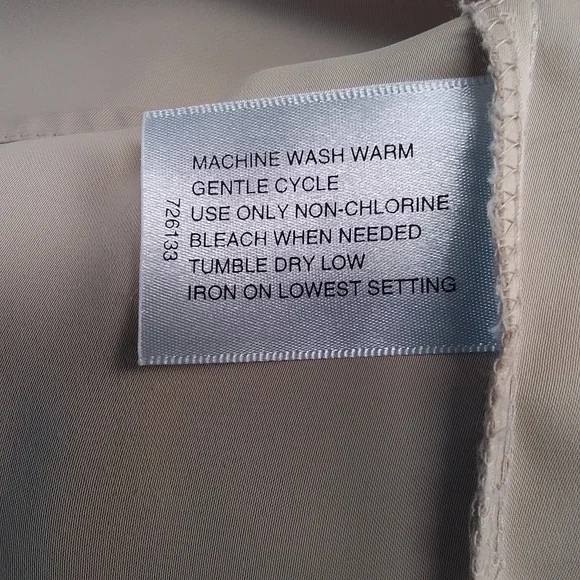 MACHINE WASH WARM
GENTLE CYCLE
USE ONLY NON-CHLORINE
BLEACH WHEN NEEDED
TUMBLE DRY LOW
IRON ON LOWEST SETTING
726133